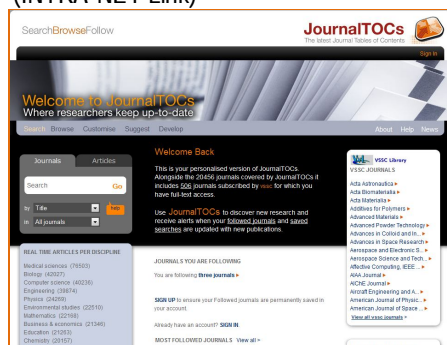 (INTRA-NET Link)
SearchBrowseFollow
JournalTOCs
The latest Journal Tables of Contents
Sign In
Welcome to JournalTOCs
Where researchers keep up-to-date
Search Browse Customise Suggest Develop
About Help News
Journals Articles
Search Go
by Title help
in All journals
REAL TIME ARTICLES PER DISCIPLINE
Medical sciences (76503)
Biology (42027)
Computer science (40236)
Engineering (39674)
Physics (24269)
Environmental studies (22510)
Mathematics (22168)
Business & economics (21346)
Education (21263)
Chemistry (20157)
Welcome Back
This is your personalised version of JournalTOCs.
Alongside the 20456 journals covered by JournalTOCs it
includes 506 journals subscribed by vssc for which you
have full-text access.
Use JournalTOCs to discover new research and
receive alerts when your followed journals and saved
searches are updated with new publications.
JOURNALS YOU ARE FOLLOWING
You are following three journals
SIGN UP to ensure your Followed journals are permanently saved in
your account.
Already have an account? SIGN IN.
MOST FOLLOWED JOURNALS View all
VSSC Library
VSSC JOURNALS
Acta Astronautica
Acta Biomaterialia
Acta Materialia
Additives for Polymers
Advanced Materials
Advanced Powder Technology
Advances in Colloid and In...
Advances in Space Research
Aerospace and Electronic S...
Aerospace Science and Tech...
Affective Computing, IEEE ...
AIAA Journal
AIChE Journal
Aircraft Engineering and A...
American Journal of Physic...
American Journal of Space ...
View all vssc journals